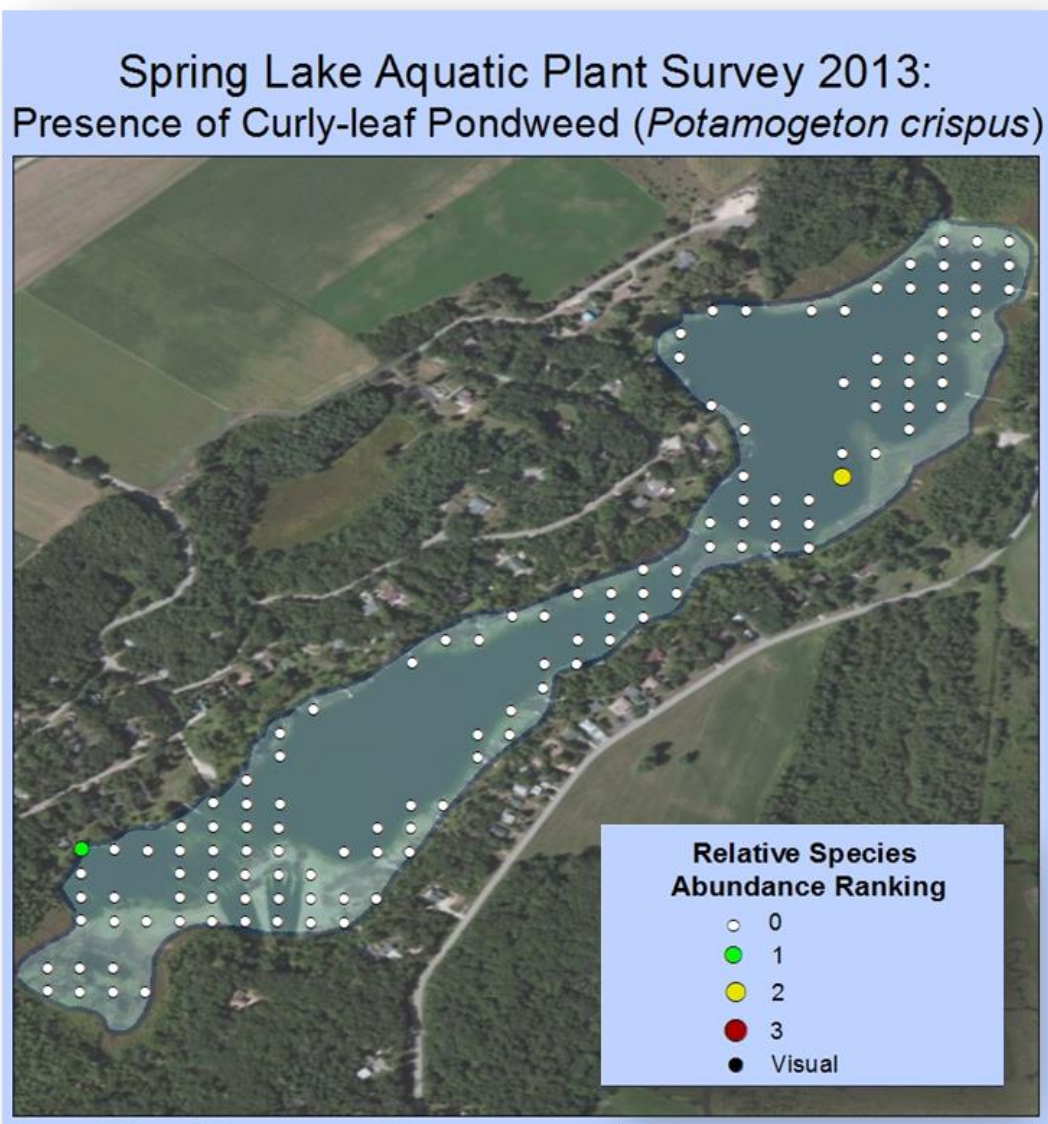 Spring Lake Aquatic Plant Survey 2013:
Presence of Curly-leaf Pondweed (Potamogeton crispus)
Relative Species
Abundance Ranking
0
1
2
3
Visual